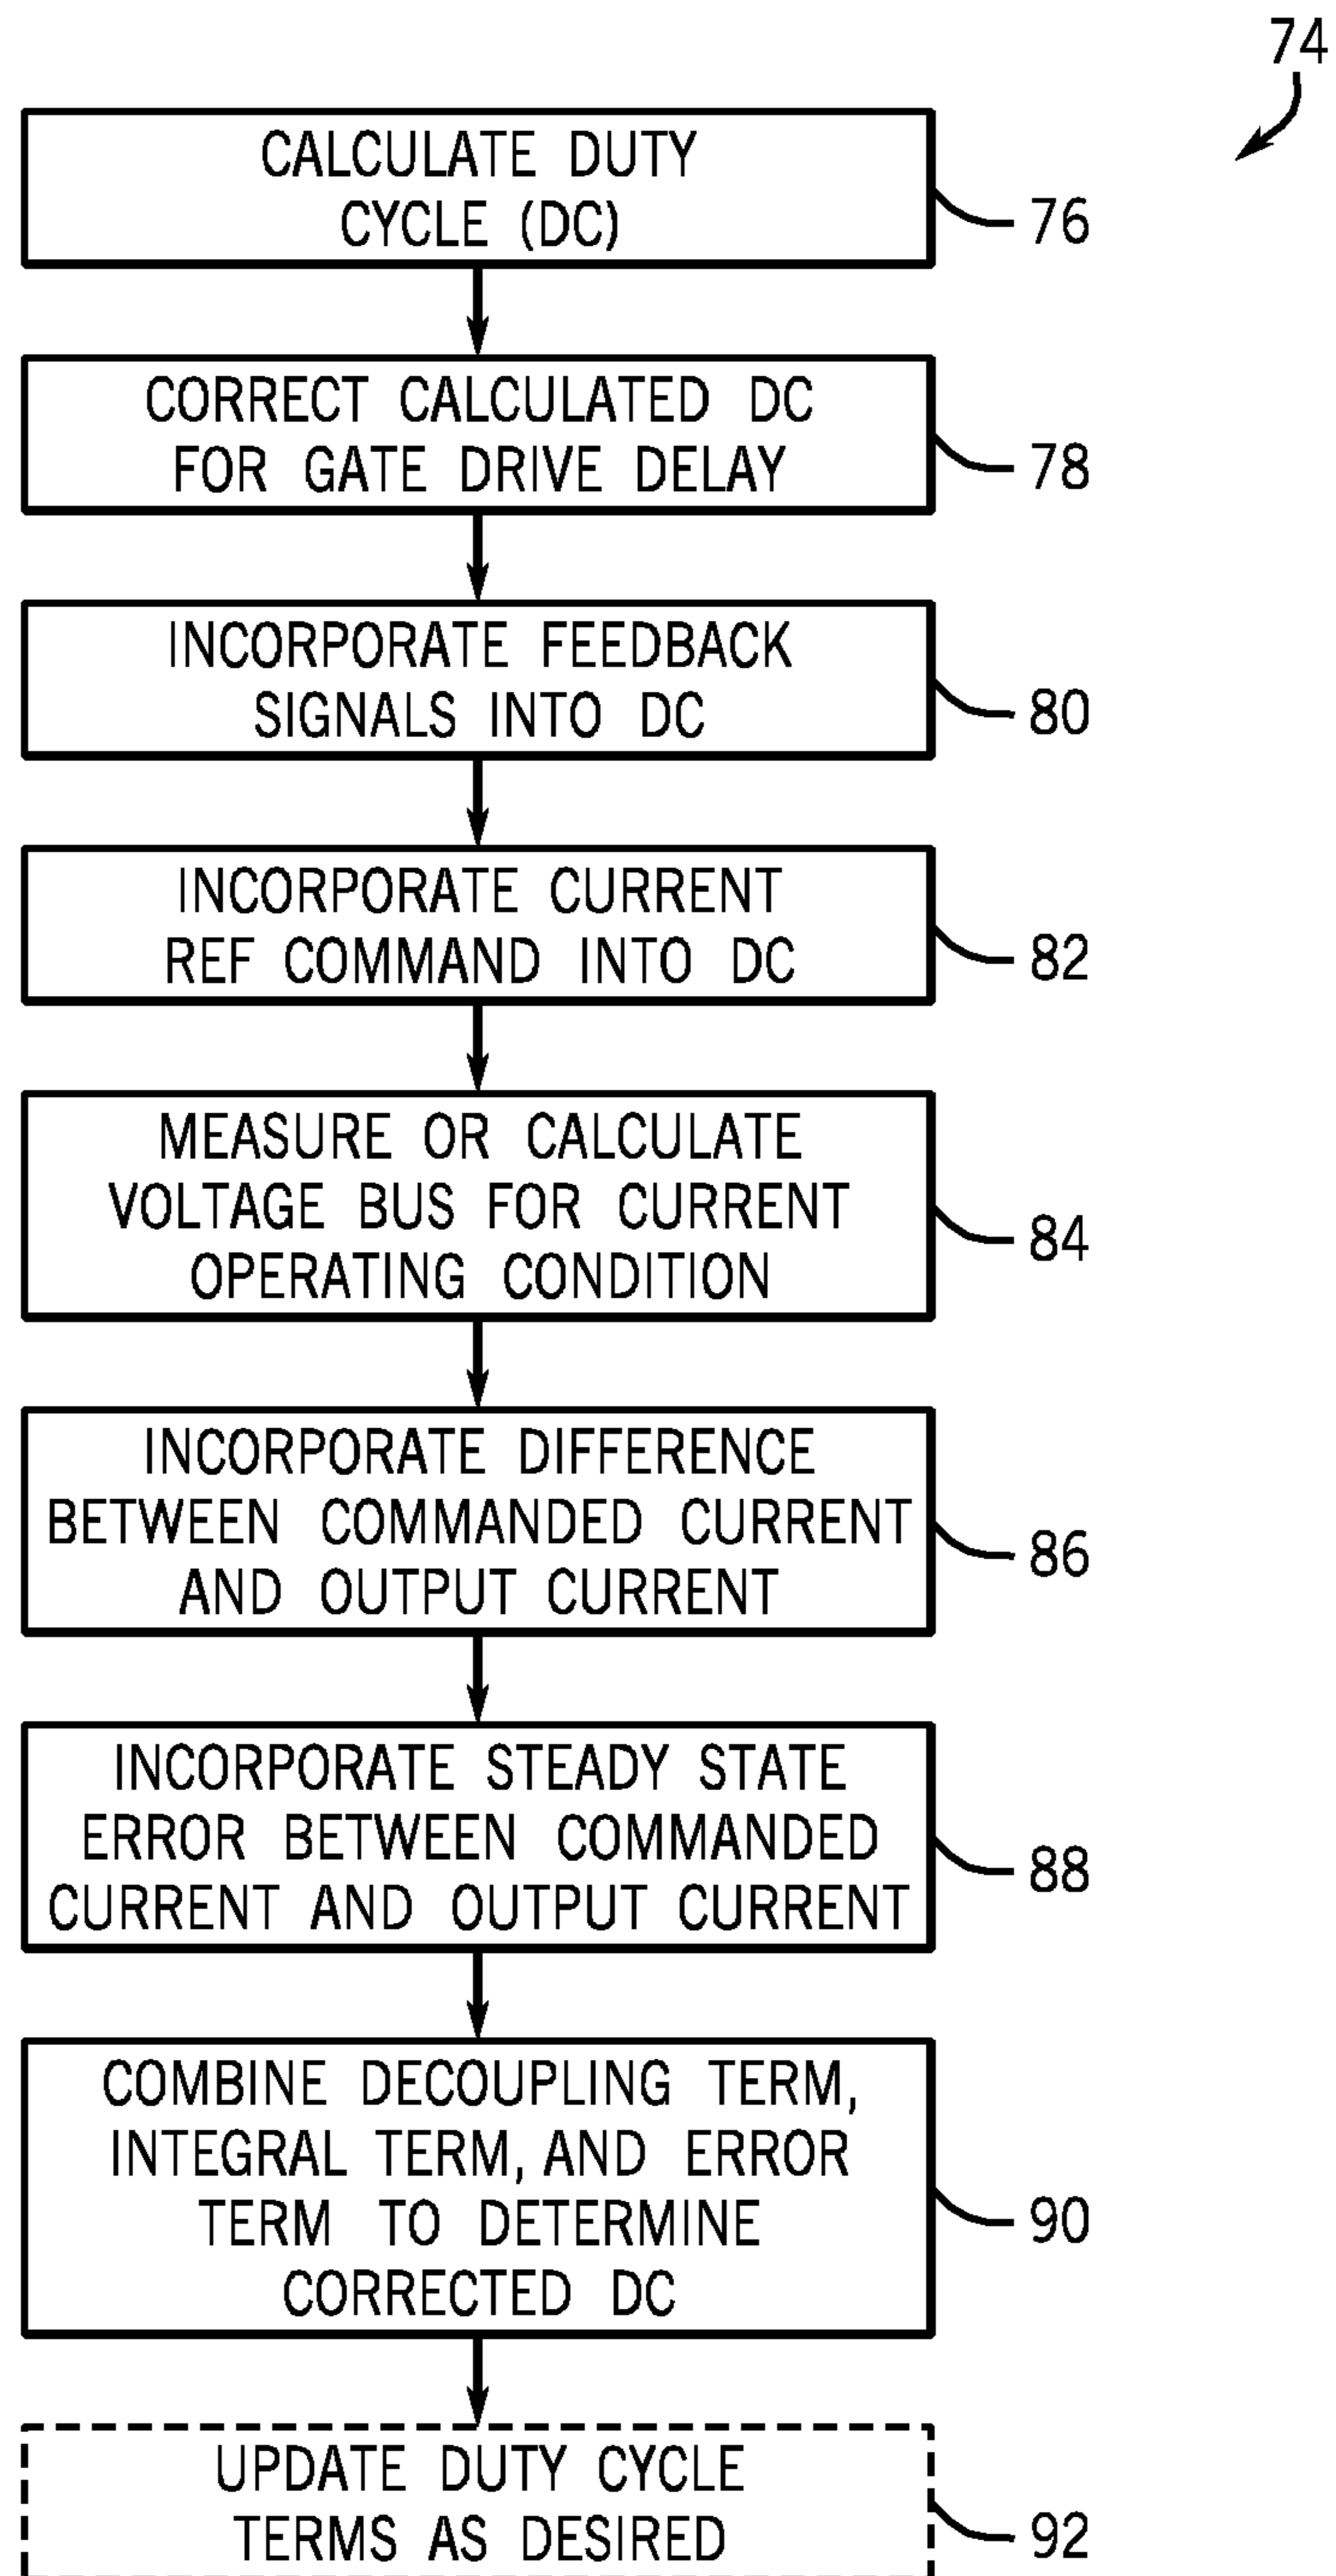 74
CALCULATE DUTY
CYCLE (DC)
76
CORRECT CALCULATED DC
FOR GATE DRIVE DELAY
78
INCORPORATE FEEDBACK
SIGNALS INTO DC
80
INCORPORATE CURRENT
REF COMMAND INTO DC
82
MEASURE OR CALCULATE
VOLTAGE BUS FOR CURRENT
OPERATING CONDITION
84
INCORPORATE DIFFERENCE
BETWEEN COMMANDED CURRENT
AND OUTPUT CURRENT
86
INCORPORATE STEADY STATE
ERROR BETWEEN COMMANDED
CURRENT AND OUTPUT CURRENT
88
COMBINE DECOUPLING TERM,
INTEGRAL TERM, AND ERROR
TERM TO DETERMINE
CORRECTED DC
90
UPDATE DUTY CYCLE
TERMS AS DESIRED
92